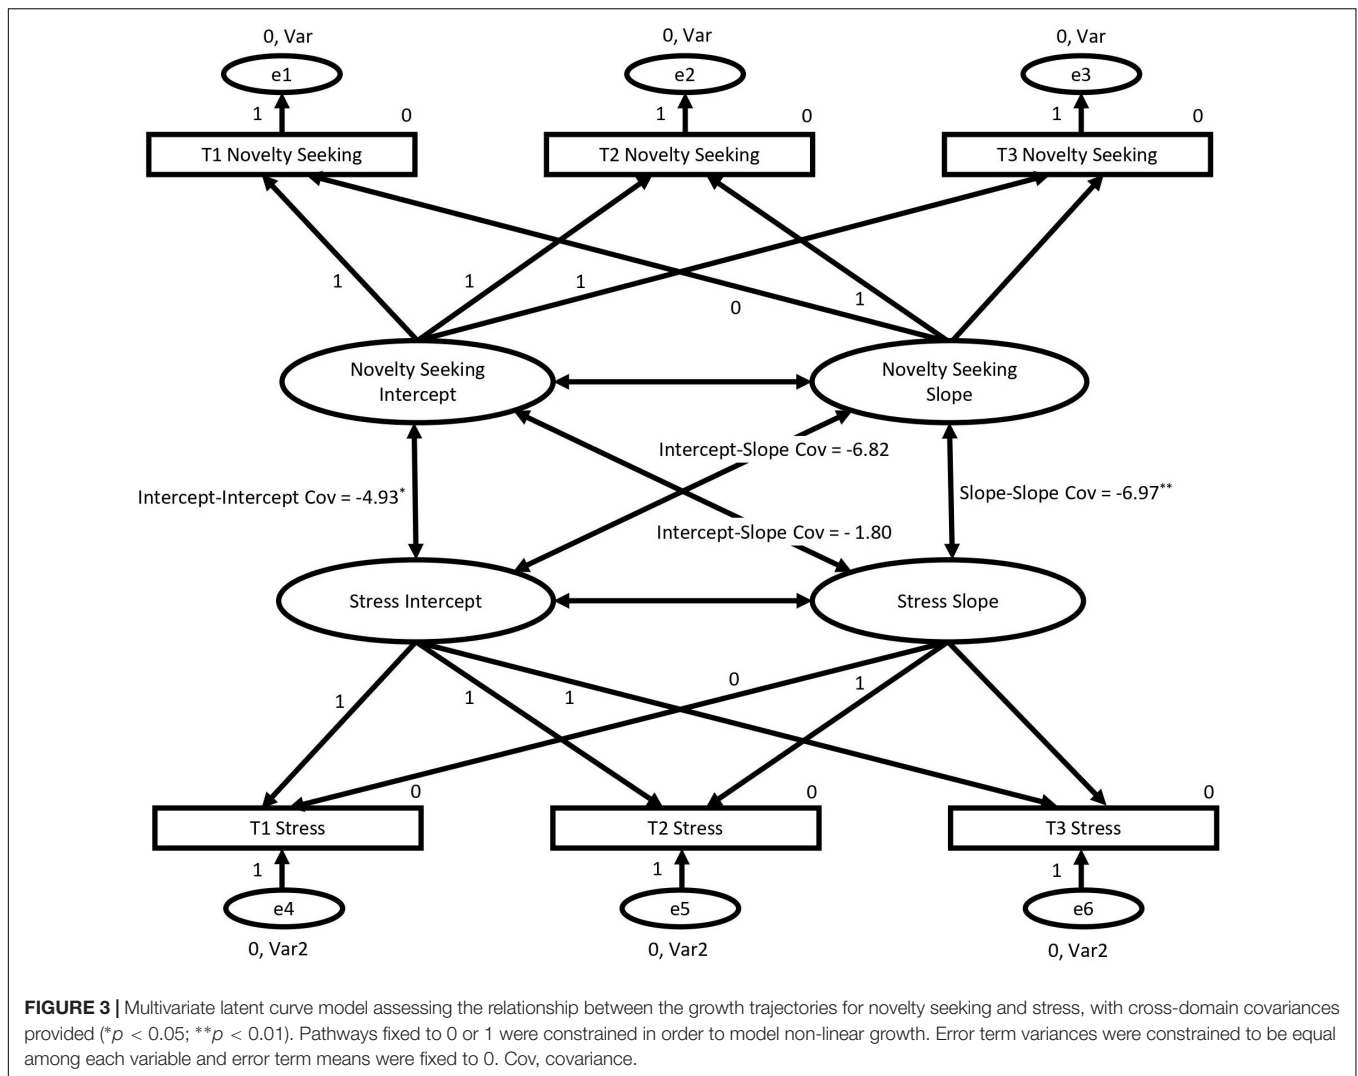 0, Var
0, Var
0, Var
e1
e2
e3
1
0
1
0
1
0
T1 Novelty Seeking
T2 Novelty Seeking
T3 Novelty Seeking
1
1
1
0
1
Novelty Seeking
Intercept
Novelty Seeking
Slope
Intercept-Slope Cov = -6.82
Intercept-Intercept Cov = -4.93*
Slope-Slope Cov = -6.97**
Intercept-Slope Cov = - 1.80
Stress Intercept
Stress Slope
1
1
1
0
1
0
0
0
T1 Stress
T2 Stress
T3 Stress
1
1
1
e4
e5
e6
0, Var2
0, Var2
0, Var2
FIGURE 3 | Multivariate latent curve model assessing the relationship between the growth trajectories for novelty seeking and stress, with cross-domain covariances
provided (*p < 0.05; **p < 0.01). Pathways fixed to 0 or 1 were constrained in order to model non-linear growth. Error term variances were constrained to be equal
among each variable and error term means were fixed to 0. Cov, covariance.